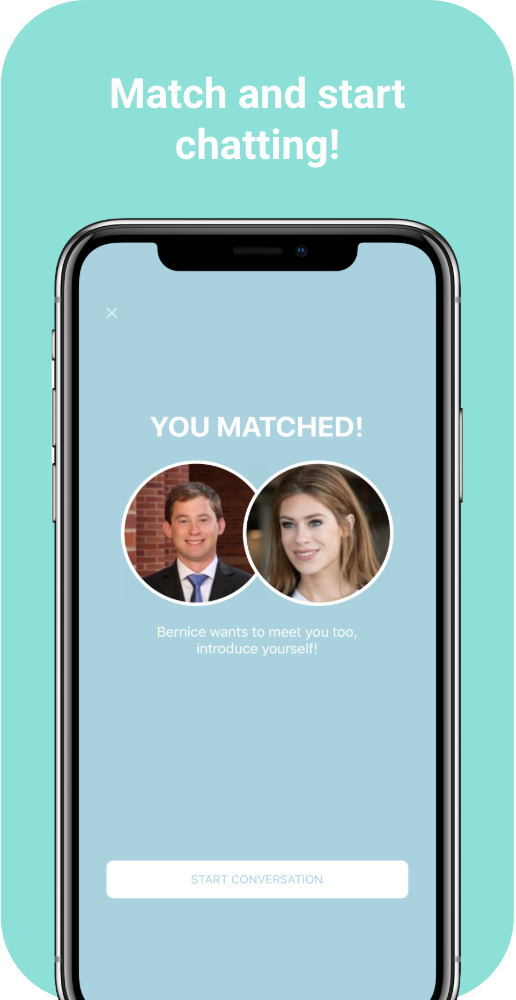 Match and start
chatting!
YOU MATCHED!
Bernice wants to meet you too,
introduce yourself!
START CONVERSATION